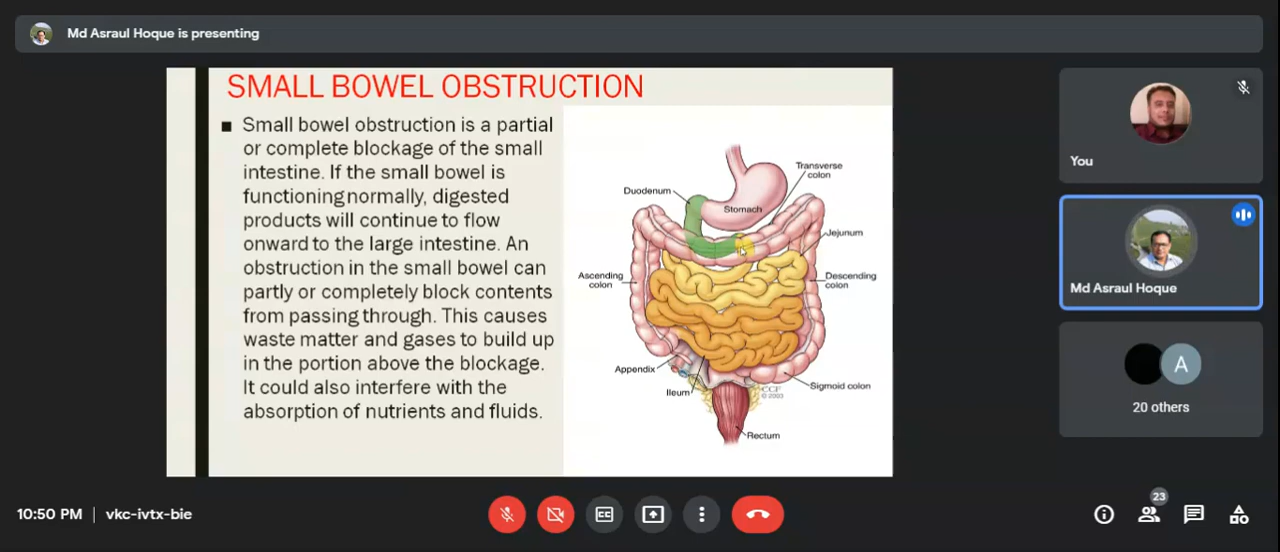 Md Asraul Hoque is presenting
SMALL BOWEL OBSTRUCTION
Small bowel obstruction is a partial
or complete blockage of the small
intestine. If the small bowel is
functioning normally, digested
products will continue to flow
onward to the large intestine. An
obstruction in the small bowel can
partly or completely block contents
from passing through. This causes
waste matter and gases to build up
in the portion above the blockage.
It could also interfere with the
absorption of nutrients and fluids.
Transverse
colon
Duodenum
Stomach
Jejunum
Ascending
colon
Descending
colon
Appendix
Ileum
Sigmoid colon
CCF
© 2003
Rectum
You
Md Asraul Hoque
A
20 others
10:50 PM | vkc-ivtx-bie
CC
23